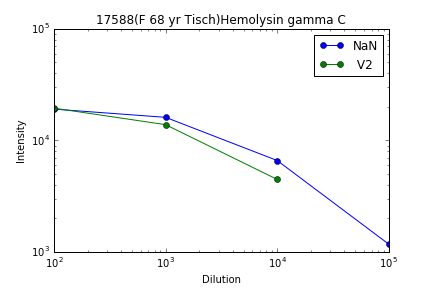 17588(F 68 yr Tisch)Hemolysin gamma C
10^5
NaN
V2
10^4
Intensity
10^3
10^2
10^3
10^4
10^5
Dilution